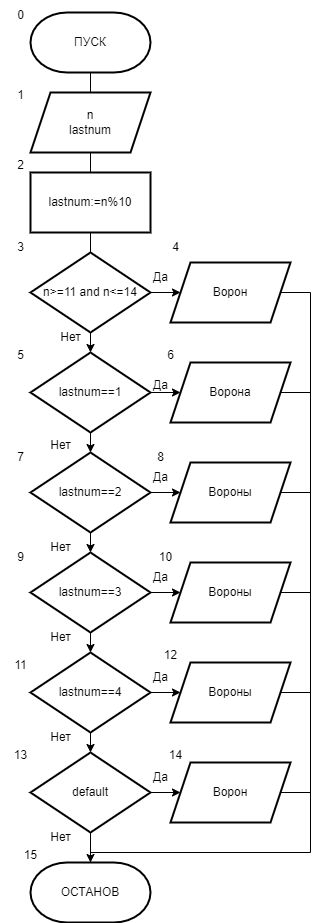 0
ПУСК
1
n
lastnum
2
lastnum:=n%10
3
n>=11 and n<=14
Да
4
Ворон
Нет
5
lastnum==1
Да
6
Ворона
Нет
7
lastnum==2
Да
8
Вороны
Нет
9
lastnum==3
Да
10
Вороны
Нет
11
lastnum==4
Да
12
Вороны
Нет
13
default
Да
14
Ворон
Нет
15
ОСТАНОВ